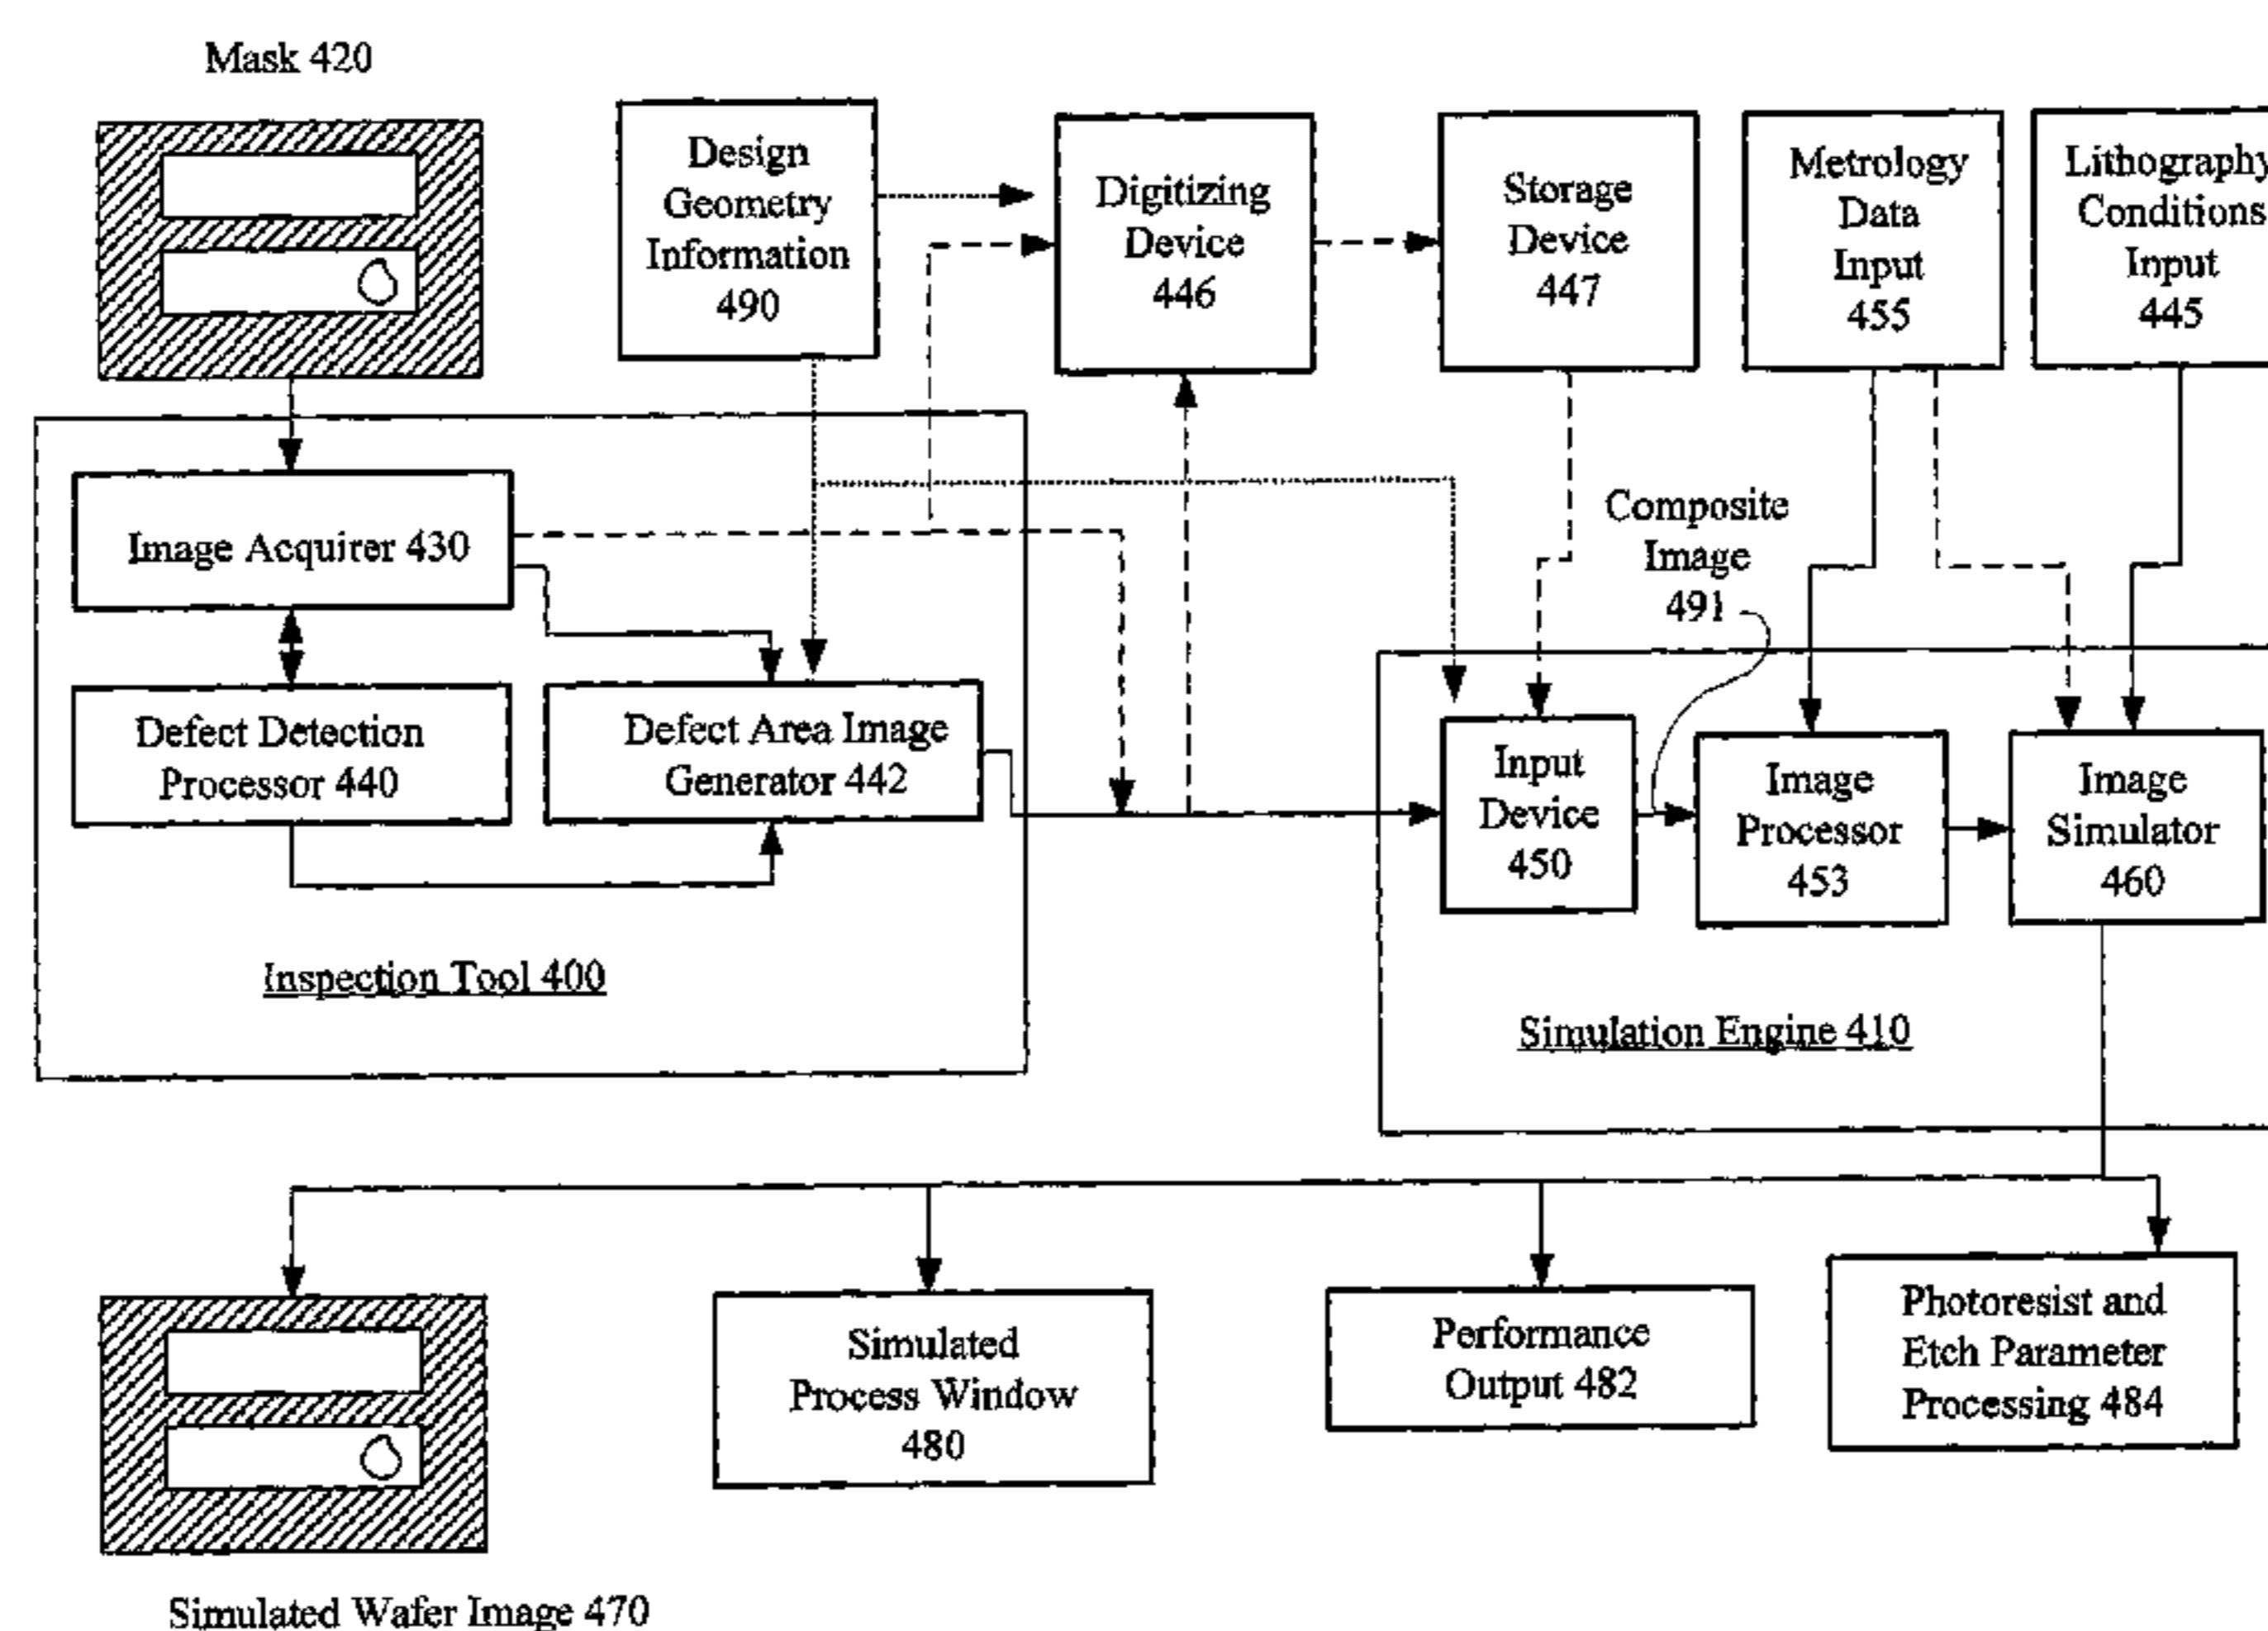 Mask 420
Design
Geometry
Information
490
Digitizing
Device
446
Storage
Device
447
Metrology
Data
Input
455
Lithography
Conditions
Input
445
Image Acquirer 430
Composite
Image
491
Defect Detection
Processor 440
Defect Area Image
Generator 442
Input
Device
450
Image
Processor
453
Image
Simulator
460
Inspection Tool 400
Simulation Engine 410
Simulated
Process Window
480
Performance
Output 482
Photoresist and
Etch Parameter
Processing 484
Simulated Wafer Image 470